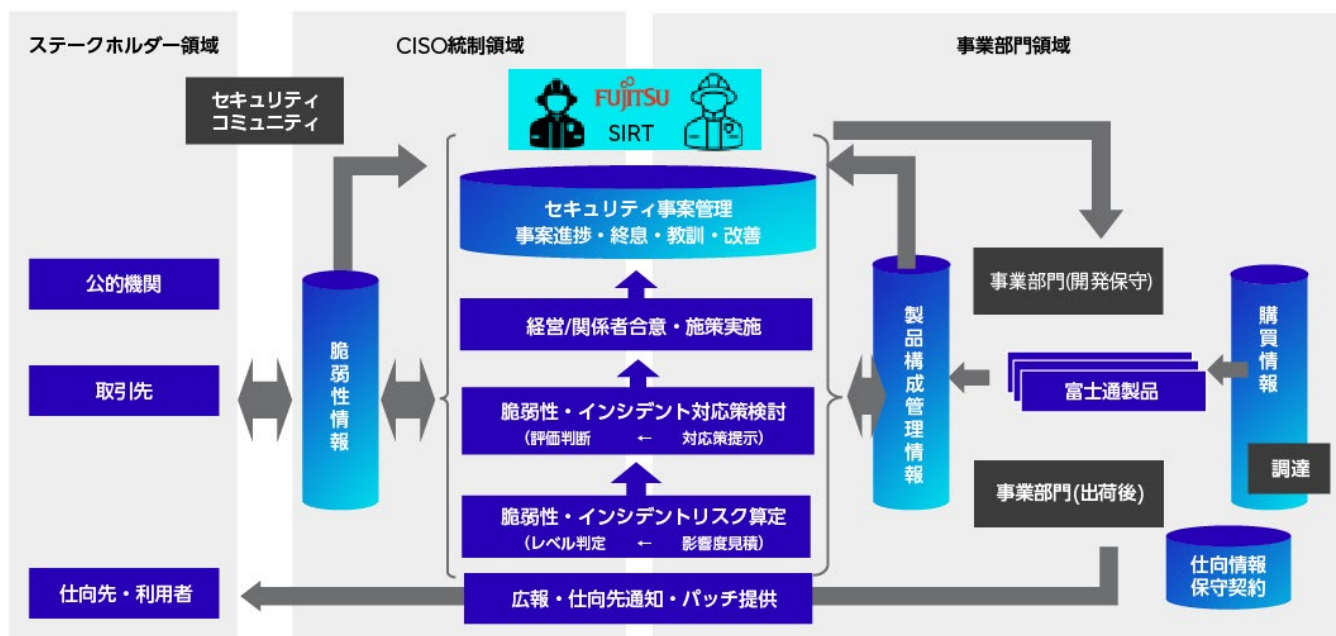 ステークホルダー領域
CISO統制領域
事業部門領域
セキュリティ
コミュニティ
FUJITSU
SIRT
セキュリティ事案管理
事案進捗・終息・教訓・改善
公的機関
取引先
仕向先・利用者
脆弱性情報
経営/関係者合意・施策実施
脆弱性・インシデント対応策検討
(評価判断 ← 対応策提示)
脆弱性・インシデントリスク算定
(レベル判定 ← 影響度見積)
広報・仕向先通知・パッチ提供
製品構成管理情報
事業部門(開発保守)
富士通製品
事業部門(出荷後)
購買情報
調達
仕向情報
保守契約